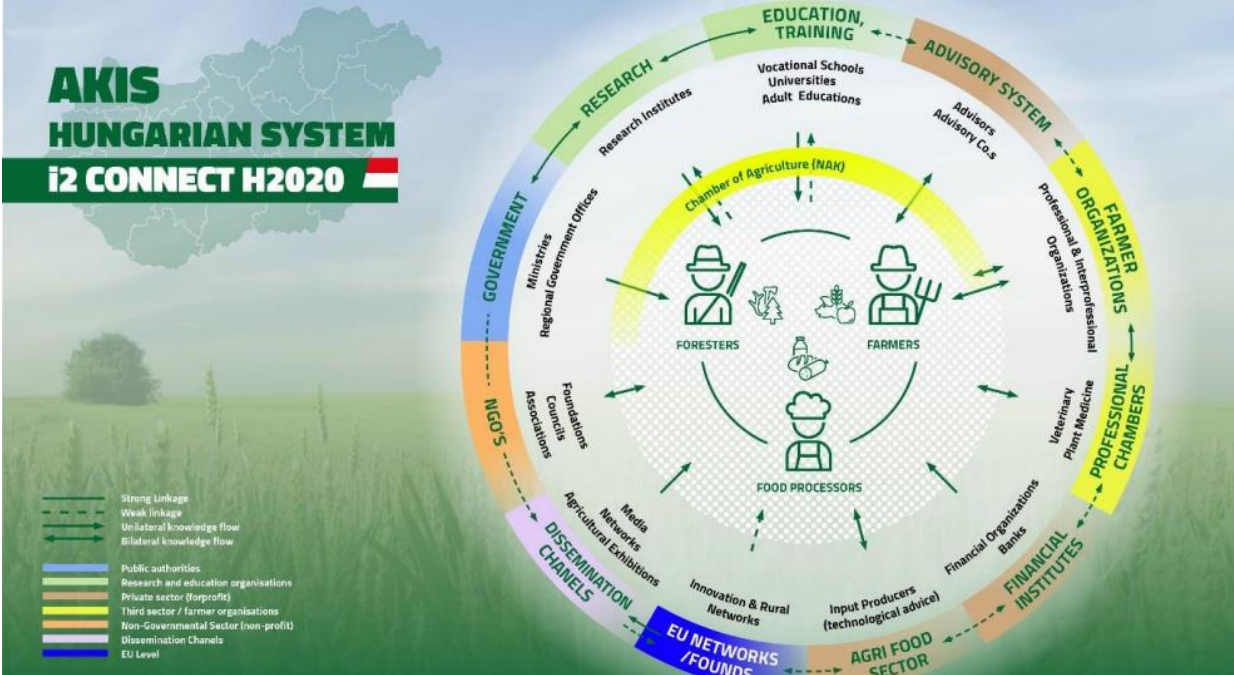 AKIS
HUNGARIAN SYSTEM
i2 CONNECT H2020
EDUCATION,
TRAINING
Vocational Schools
Universities
Adult Educations
ADVISORY SYSTEM
Advisors
Advisory Co.s
FARMER
ORGANIZATIONS
Professional & Interprofessional
Organizations
PROFESSIONAL
CHAMBERS
Veterinary
Plant Medicine
FINANCIAL
INSTITUTES
Financial Organizations
Banks
AGRI FOOD
SECTOR
Input Producers
(technological advice)
EU NETWORKS
/FOUNDS
Innovation & Rural
Networks
DISSEMINATION
CHANELS
Media
Networks
Agricultural Exhibitions
NGO'S
Foundations
Councils
Associations
GOVERNMENT
Ministries
Regional Government Offices
RESEARCH
Research Institutes
Chamber of Agriculture (NAK)
FORESTERS
FARMERS
FOOD PROCESSORS
Strong Linkage
Weak linkage
Unilateral knowledge flow
Bilateral knowledge flow
Public authorities
Research and education organisations
Private sector (forprofit)
Third sector / farmer organisations
Non-Governmental Sector (non-profit)
Dissemination Chanels
EU Level